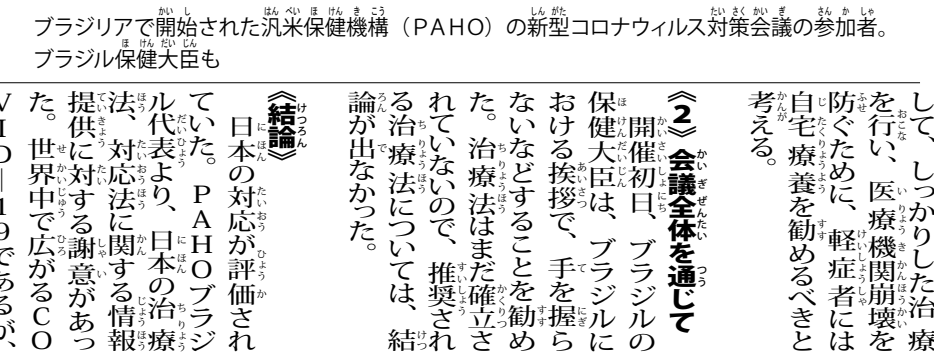 ブラジリアで開始された汎米保健機構（PAHO）の新型コロナウィルス対策会議の参加者。
ブラジル保健大臣も
して、しっかりした治療
を行い、医療機関崩壊を
防ぐために、軽症者には
自宅療養を勧めるべきと
考える。
《2》会議全体を通じて
開催初日、ブラジルの
保健大臣は、ブラジルに
おける挨拶で、手を握ら
ないなどすることを勧め
た。治療法はまだ確立さ
れていないので、推奨され
る治療法については、結
論が出なかった。
《結論》
日本の対応が評価され
ていた。PAHOブラジ
ル代表より、日本の治療
法、対応法に関する情報
提供に対する謝意があっ
た。世界中で広がるCO
VID―19であるが、